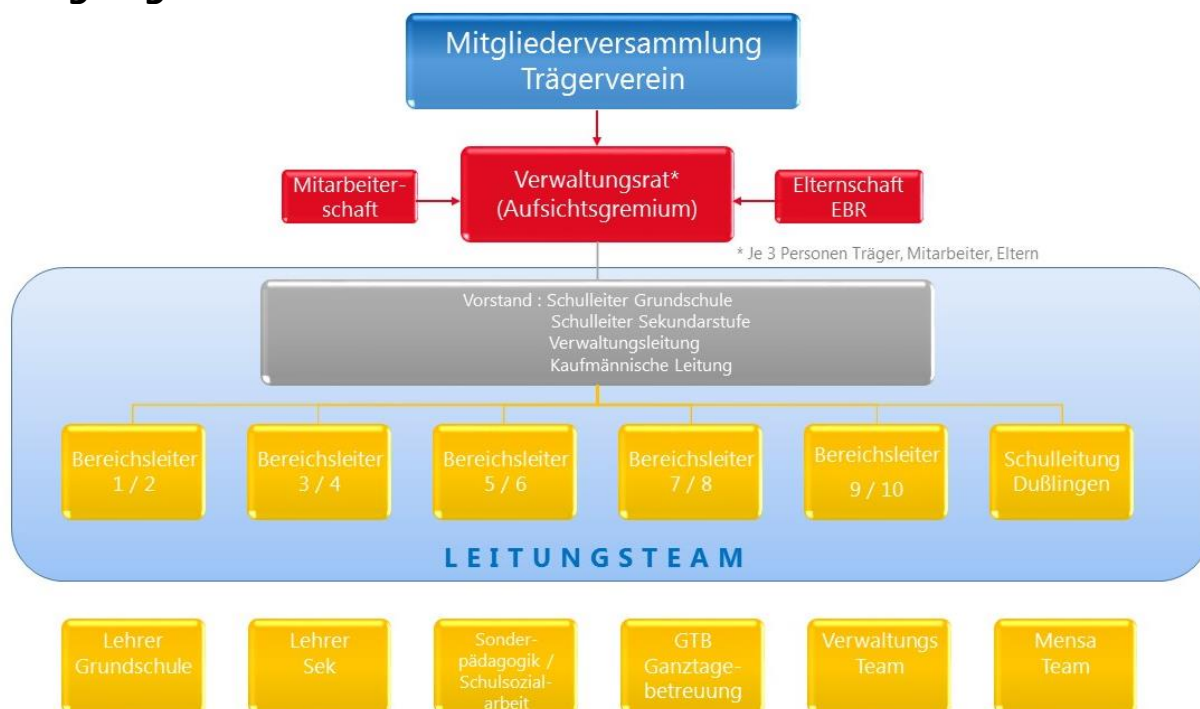 Mitgliederversammlung
Trägerverein
Mitarbeiter-
schaft
Verwaltungsrat*
(Aufsichtsgremium)
Elternschaft
EBR
* Je 3 Personen Träger, Mitarbeiter, Eltern
Vorstand : Schulleiter Grundschule
Schulleiter Sekundarstufe
Verwaltungsleitung
Kaufmännische Leitung
Bereichsleiter
1 / 2
Bereichsleiter
3 / 4
Bereichsleiter
5 / 6
Bereichsleiter
7 / 8
Bereichsleiter
9 / 10
Schulleitung
Dußlingen
LEITUNGSTEAM
Lehrer
Grundschule
Lehrer
Sek
Sonder-
pädagogik /
Schulsozial-
arbeit
GTB
Ganztage-
betreuung
Verwaltungs
Team
Mensa
Team